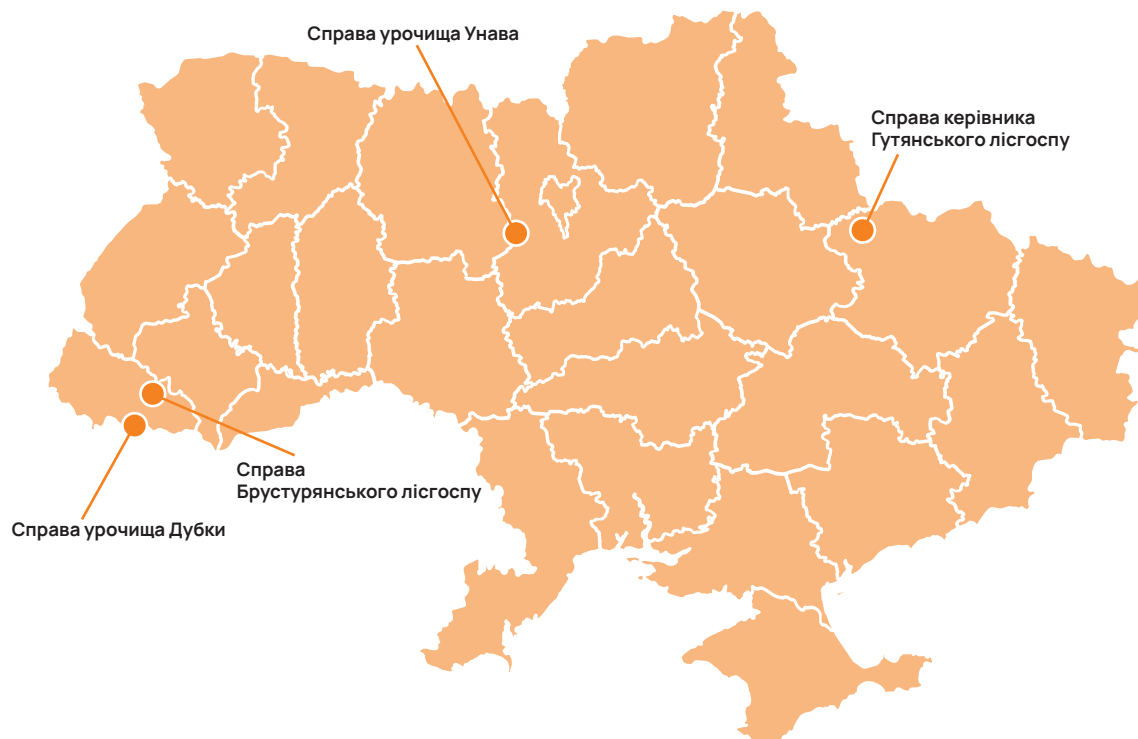 Справа урочища Унава
Справа керівника
Гутянського лісгоспу
Справа
Брустурянського лісгоспу
Справа урочища Дубки